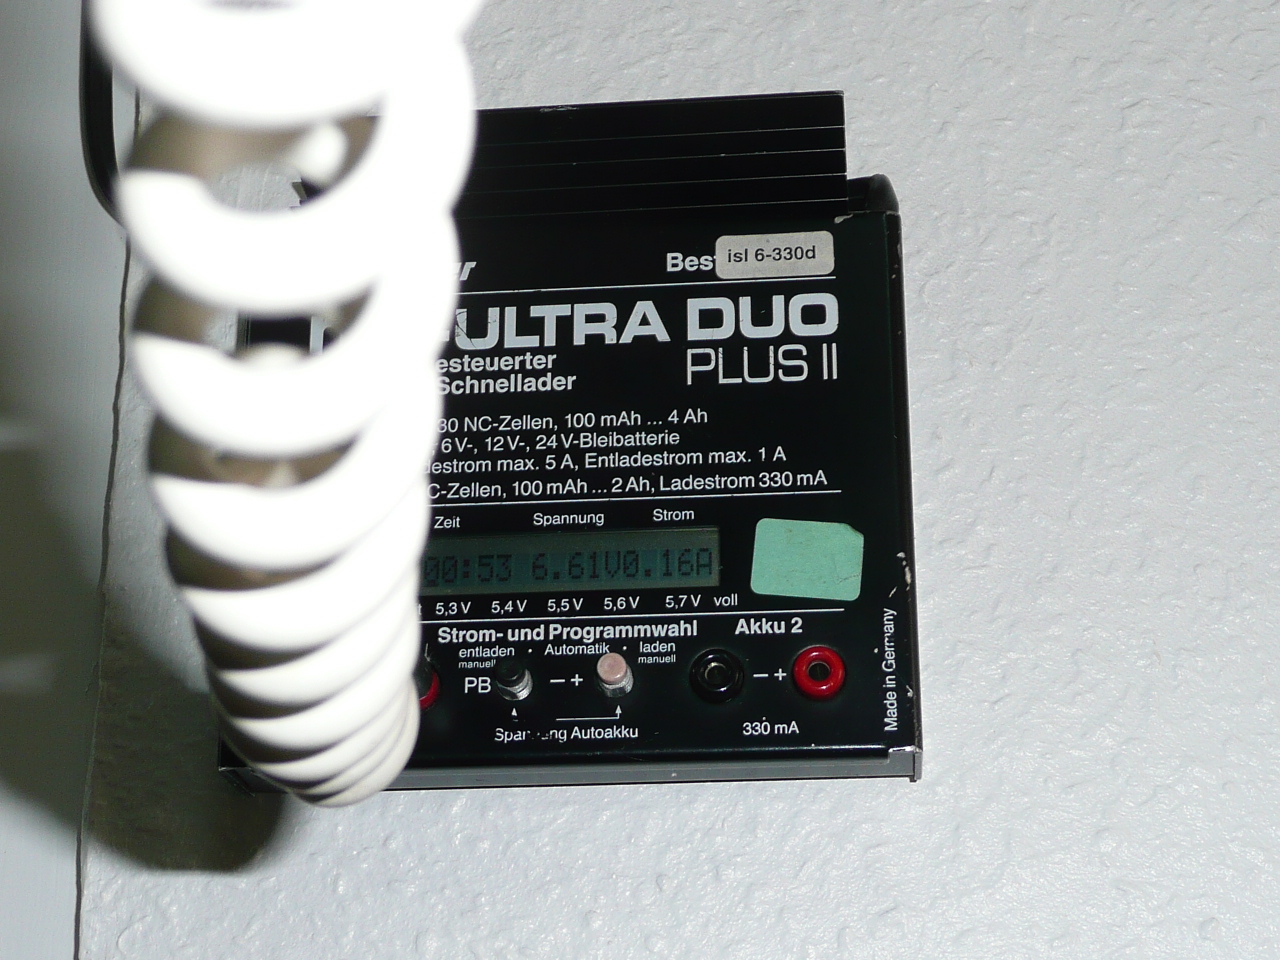 Best
isl 6-330d
ULTRA DUO
PLUS II
esteuerter
Schnellader
30 NC-Zellen, 100 mAh ... 4 Ah
6 V-, 12 V-, 24 V-Bleibatterie
destrom max. 5 A, Entladestrom max. 1 A
C-Zellen, 100 mAh ... 2 Ah, Ladestrom 330 mA
Zeit Spannung Strom
00:53 6.61V0.16A
5,3 V 5,4 V 5,5 V 5,6 V 5,7 V voll
Strom- und Programmwahl Akku 2
entladen · Automatik · laden
manuell manuell
PB − + − +
Autoakku 330 mA
Made in Germany